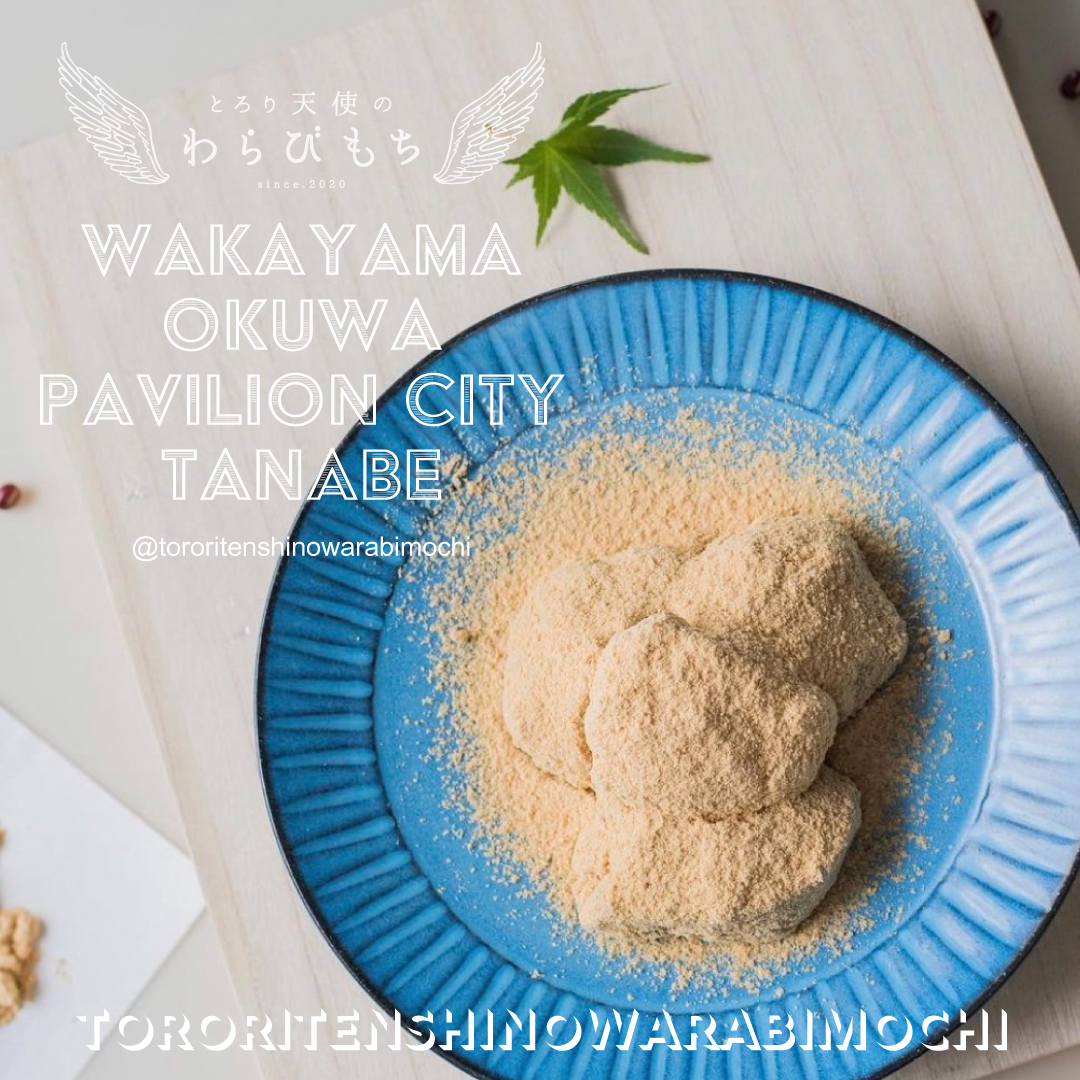 とろり天使の
わらびもち
since.2020
WAKAYAMA
OKUWA
PAVILION CITY
TANABE
@tororitenshinowarabimochi
TORORITENSHINOWARABIMOCHI